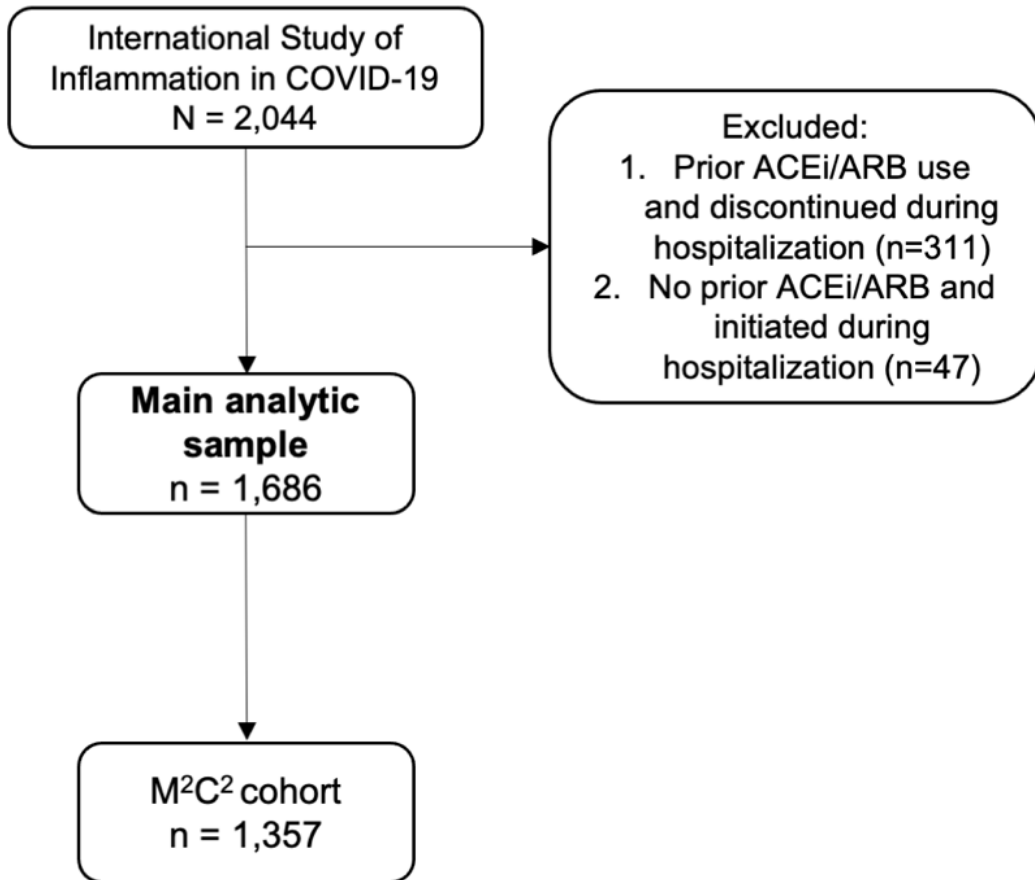 International Study of
Inflammation in COVID-19
N = 2,044
Excluded:
1. Prior ACEi/ARB use
and discontinued during
hospitalization (n=311)
2. No prior ACEi/ARB and
initiated during
hospitalization (n=47)
Main analytic
sample
n = 1,686
M²C² cohort
n = 1,357